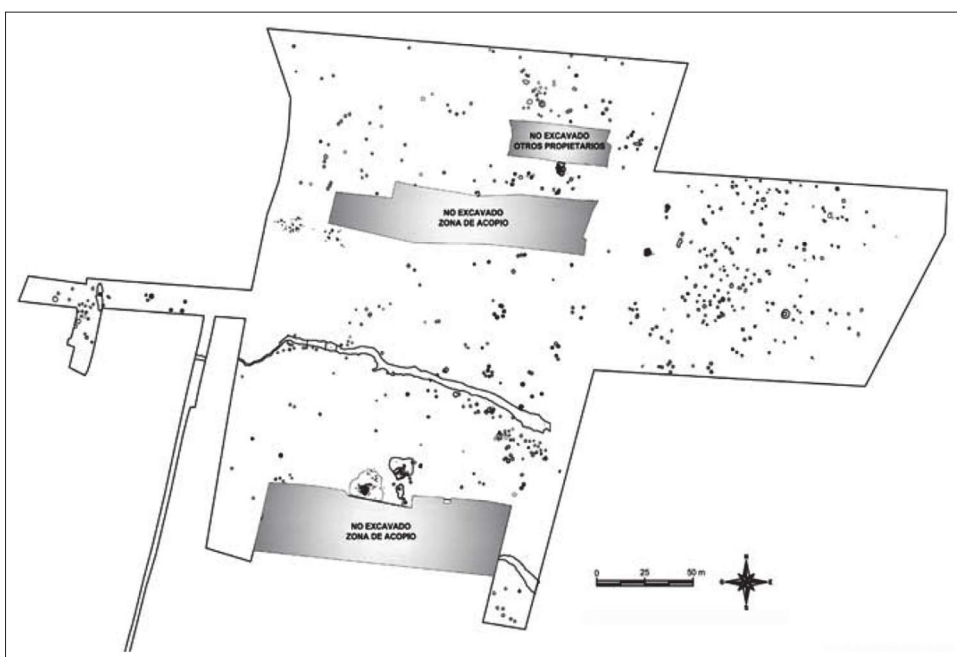 NO EXCAVADO
OTROS PROPIETARIOS
NO EXCAVADO
ZONA DE ACOPIO
NO EXCAVADO
ZONA DE ACOPIO
0 25 50 m
N
O E
S